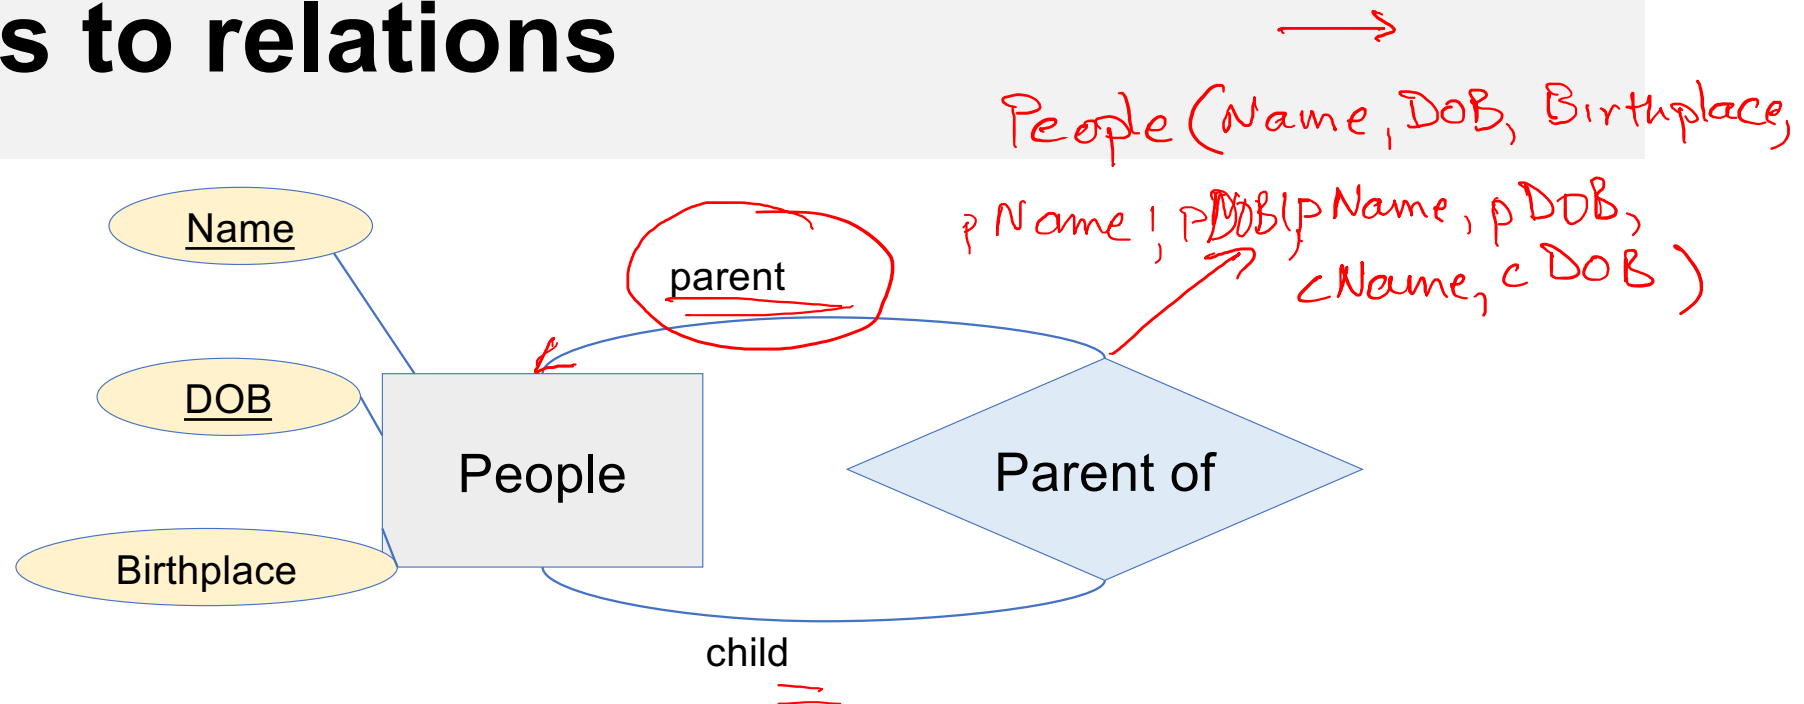 s to relations
People (Name, DOB, Birthplace,
pName, pDOB (pName, pDOB,
cName, cDOB)
Name
parent
DOB
People
Parent of
Birthplace
child